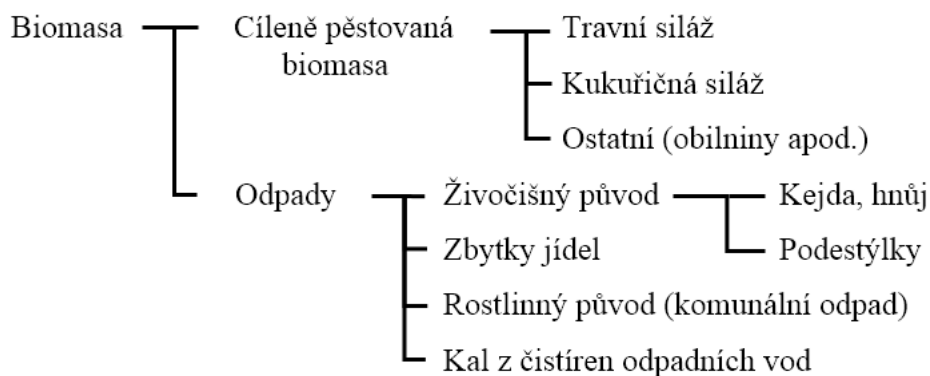 Biomasa
Cíleně pěstovaná
biomasa
Travní siláž
Kukuřičná siláž
Ostatní (obilniny apod.)
Odpady
Živočišný původ
Kejda, hnůj
Podestýlky
Zbytky jídel
Rostlinný původ (komunální odpad)
Kal z čistíren odpadních vod